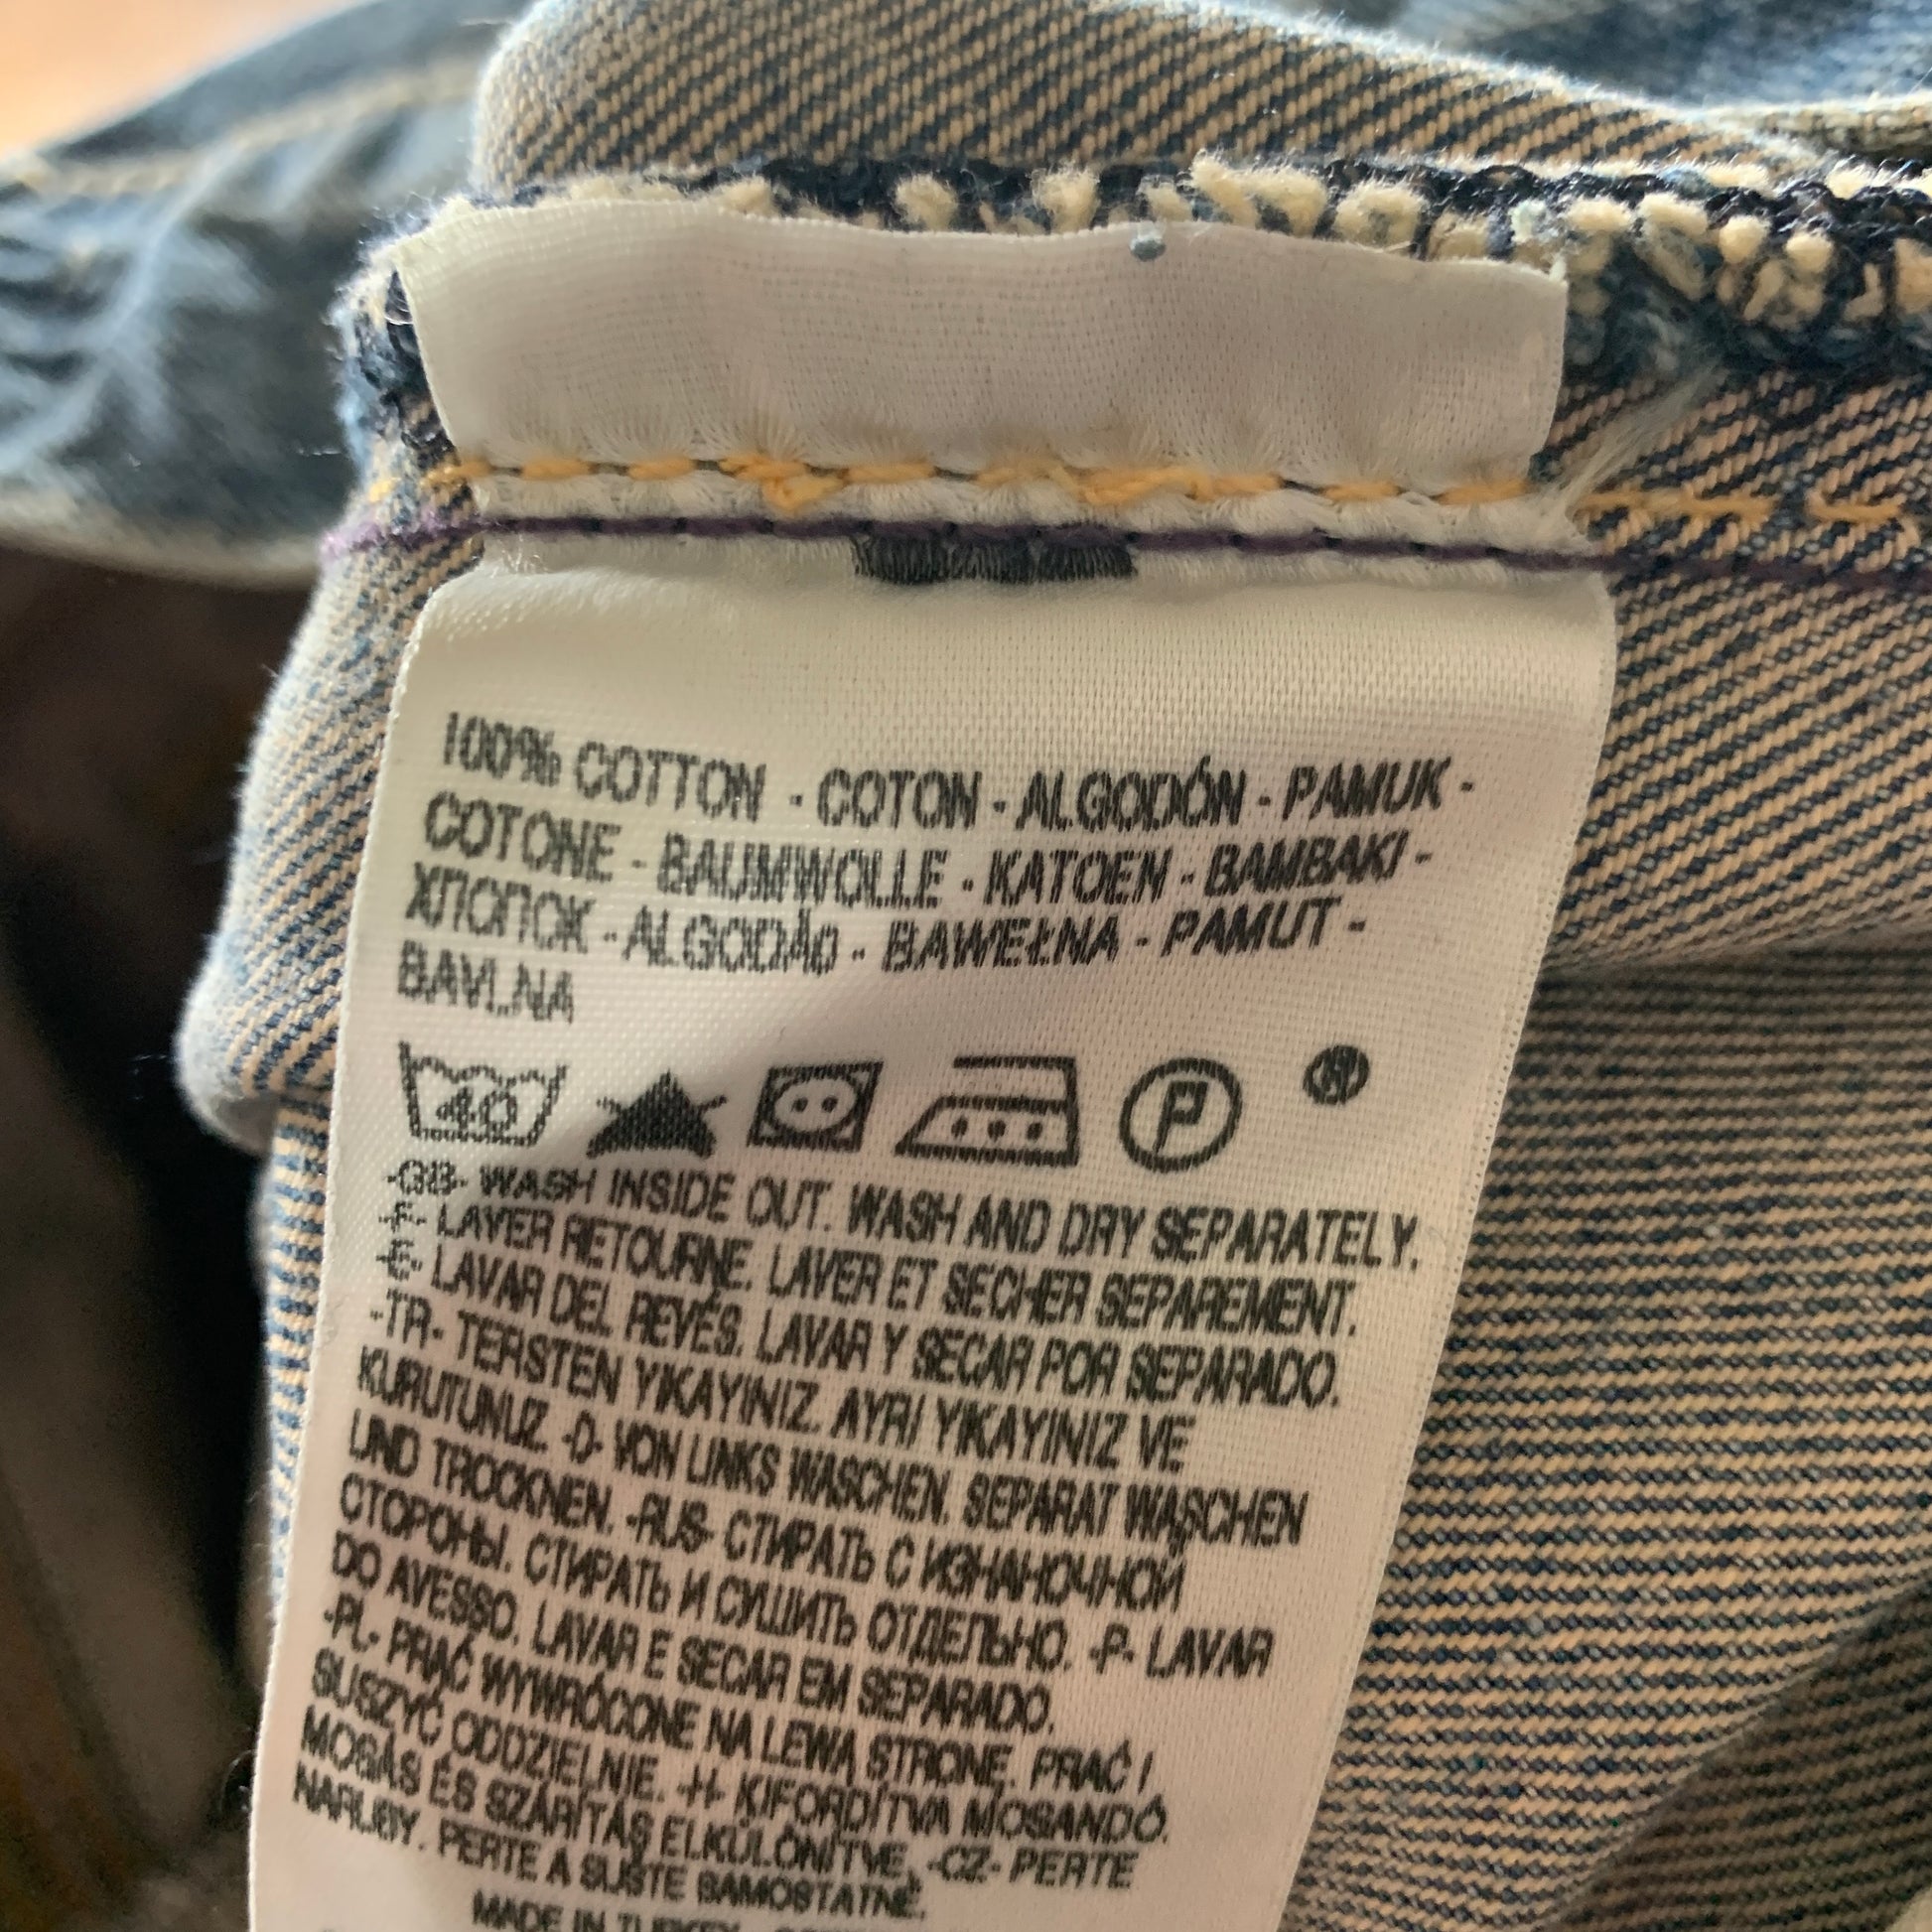 100% COTTON - COTON - ALGODÓN - PAMUK -
COTONE - BAUMWOLLE - KATOEN - BAMBAKI -
ХЛОПОК - ALGODÃO - BAWEŁNA - PAMUT -
BAVLNA
40 P
-GB- WASH INSIDE OUT. WASH AND DRY SEPARATELY.
-F- LAVER RETOURNE. LAVER ET SECHER SEPAREMENT.
-E- LAVAR DEL REVÉS. LAVAR Y SECAR POR SEPARADO.
-TR- TERSTEN YIKAYINIZ. AYRI YIKAYINIZ VE
KURUTUNUZ. -D- VON LINKS WASCHEN. SEPARAT WASCHEN
UND TROCKNEN. -RUS- СТИРАТЬ С ИЗНАНОЧНОЙ
СТОРОНЫ. СТИРАТЬ И СУШИТЬ ОТДЕЛЬНО. -P- LAVAR
DO AVESSO. LAVAR E SECAR EM SEPARADO.
-PL- PRAĆ WYWRÓCONE NA LEWĄ STRONĘ. PRAĆ I
SUSZYĆ ODDZIELNIE. -H- KIFORDÍTVA MOSANDÓ.
MOSÁS ÉS SZÁRÍTÁS ELKÜLÖNÍTVE. -CZ- PERTE
NARUBY. PERTE A SUŠTE SAMOSTATNĚ.
MADE IN TURKEY